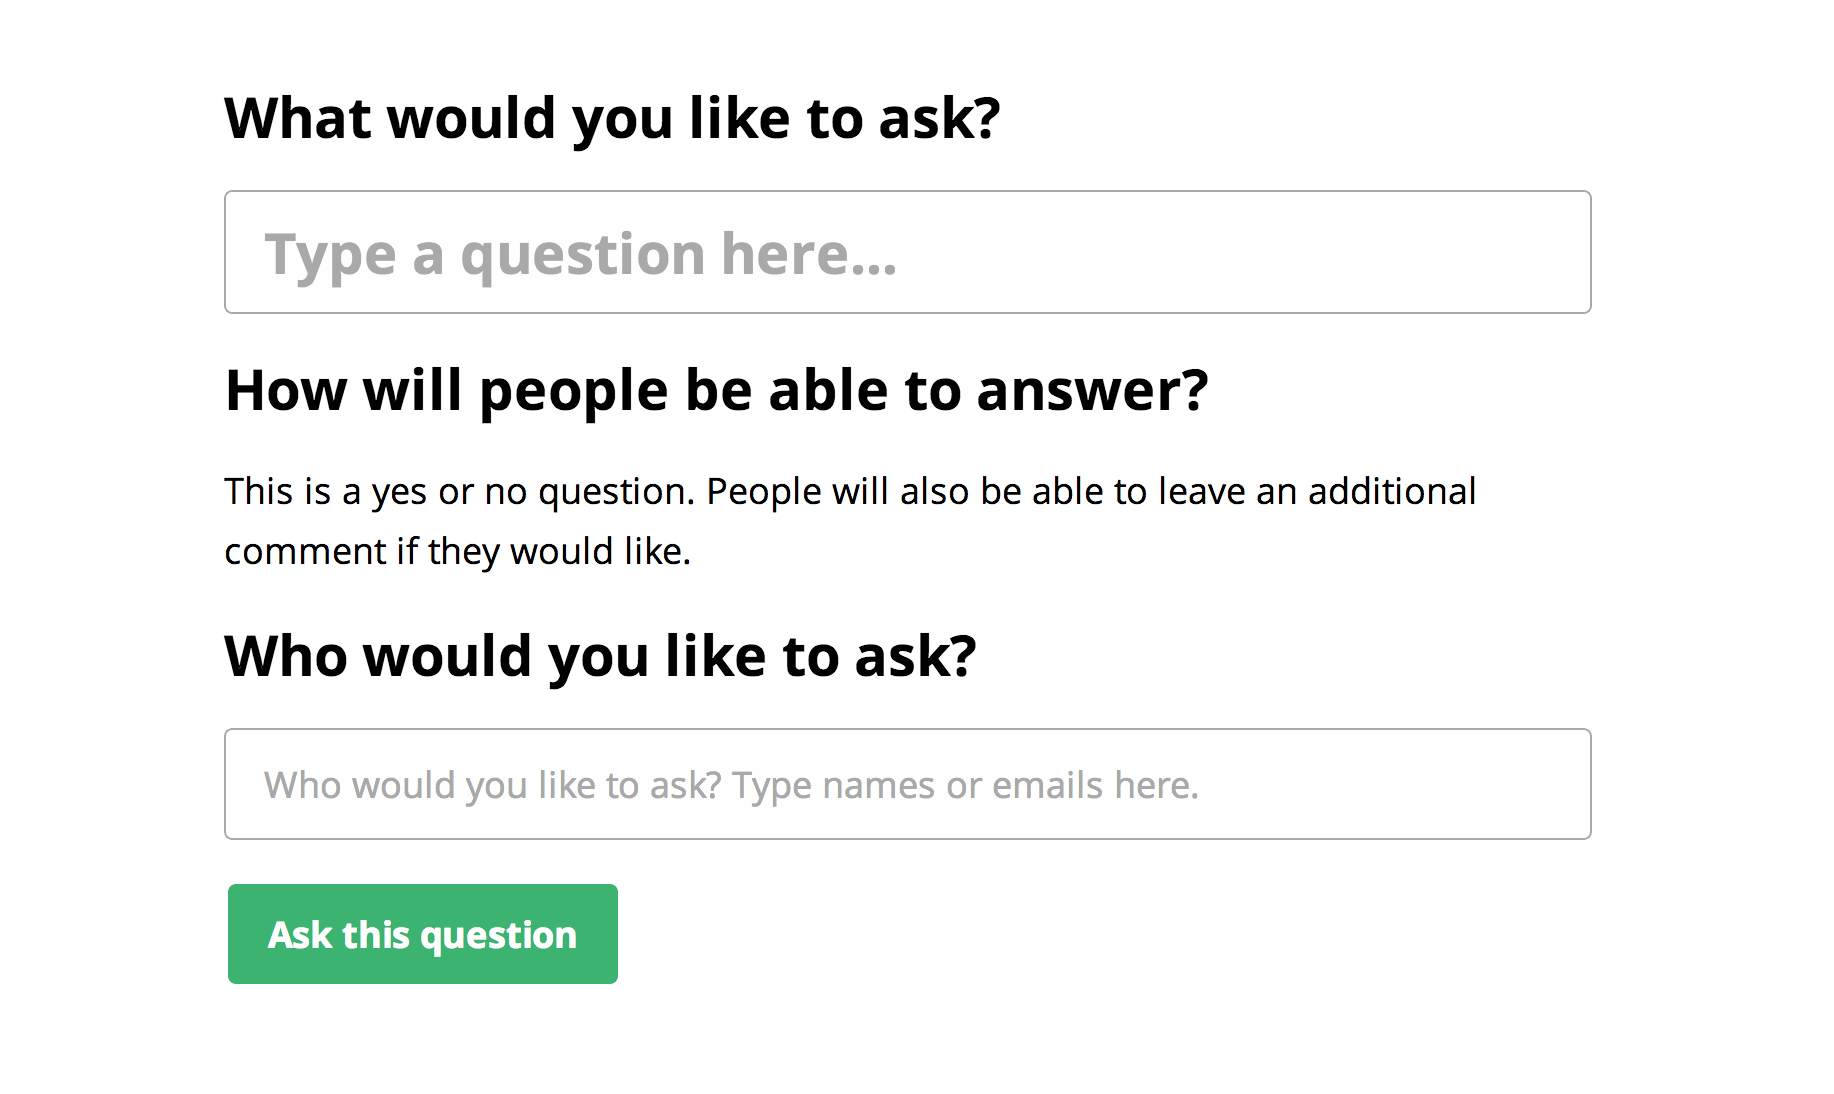 What would you like to ask?
Type a question here...
How will people be able to answer?
This is a yes or no question. People will also be able to leave an additional
comment if they would like.
Who would you like to ask?
Who would you like to ask? Type names or emails here.
Ask this question